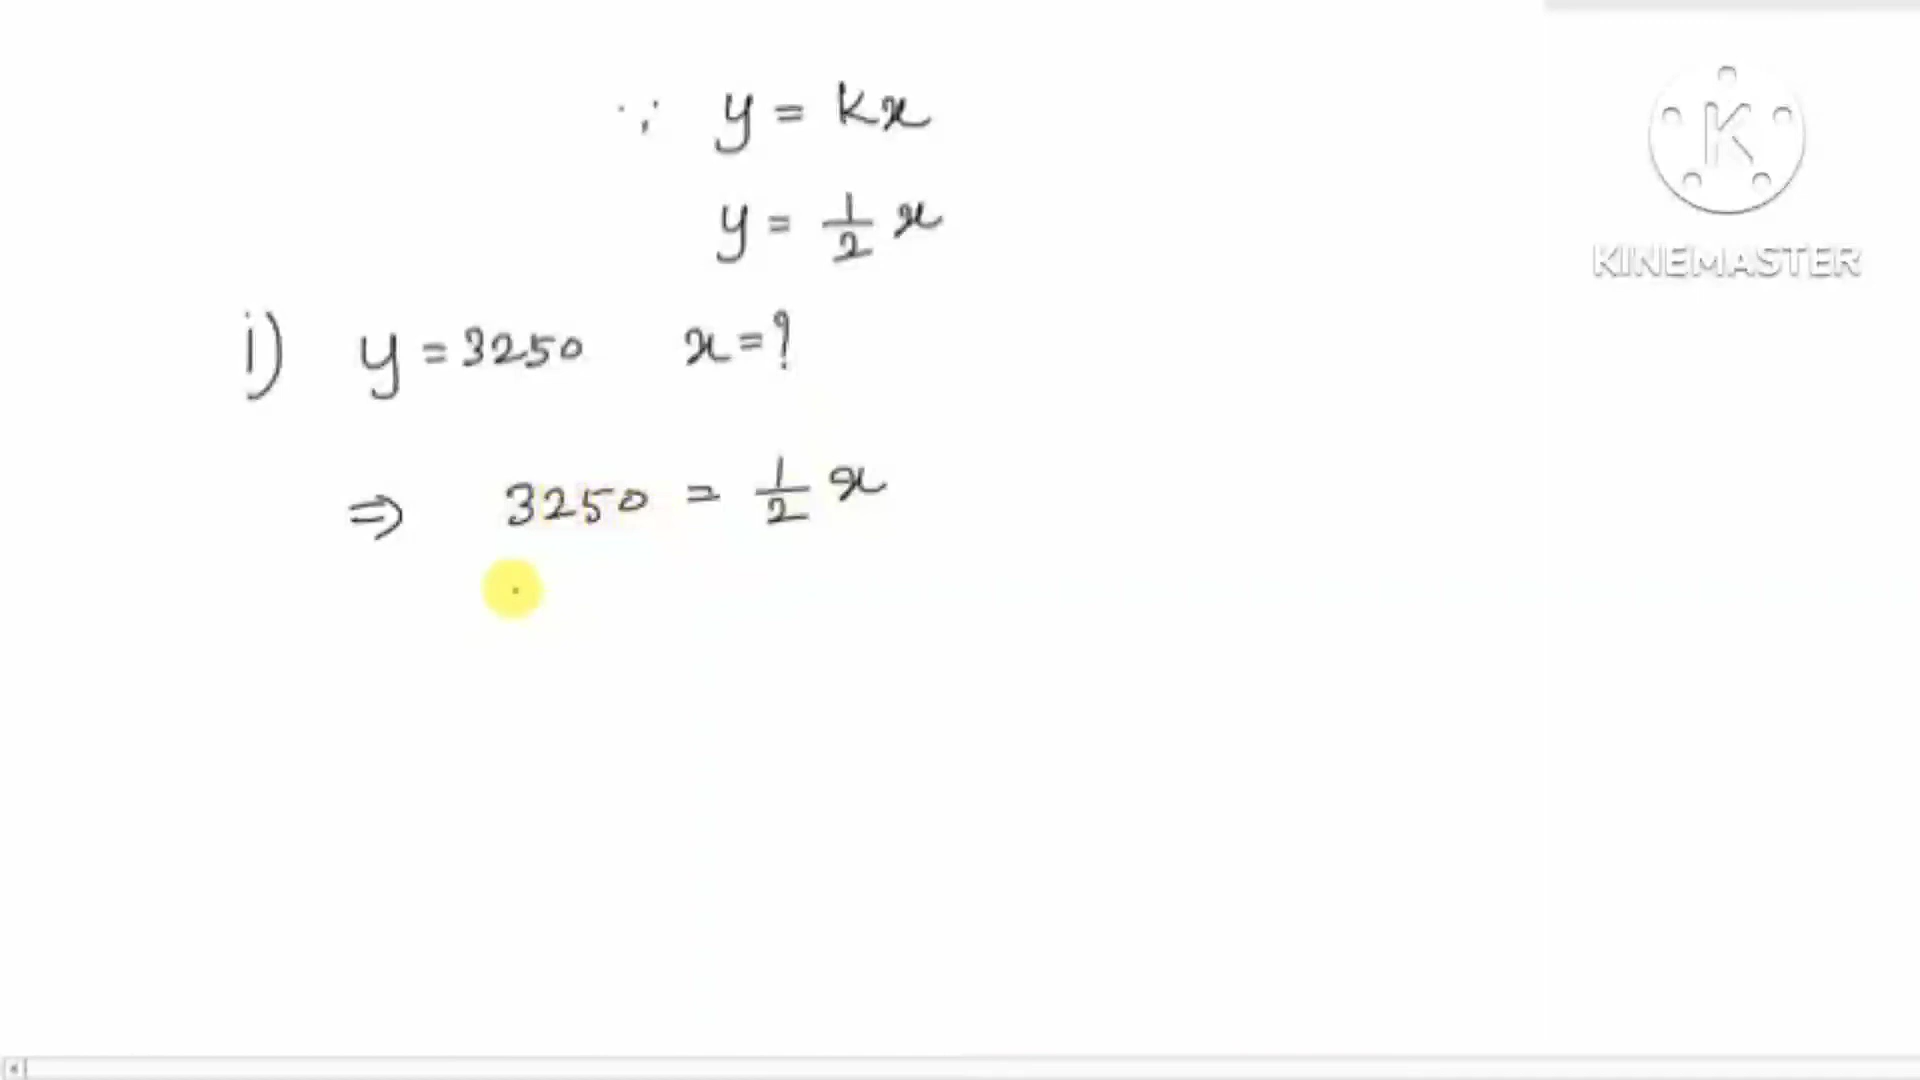 ∵ y = kx
y = 1/2 x
i) y = 3250 x = ?
⇒ 3250 = 1/2 x
K
KINEMASTER